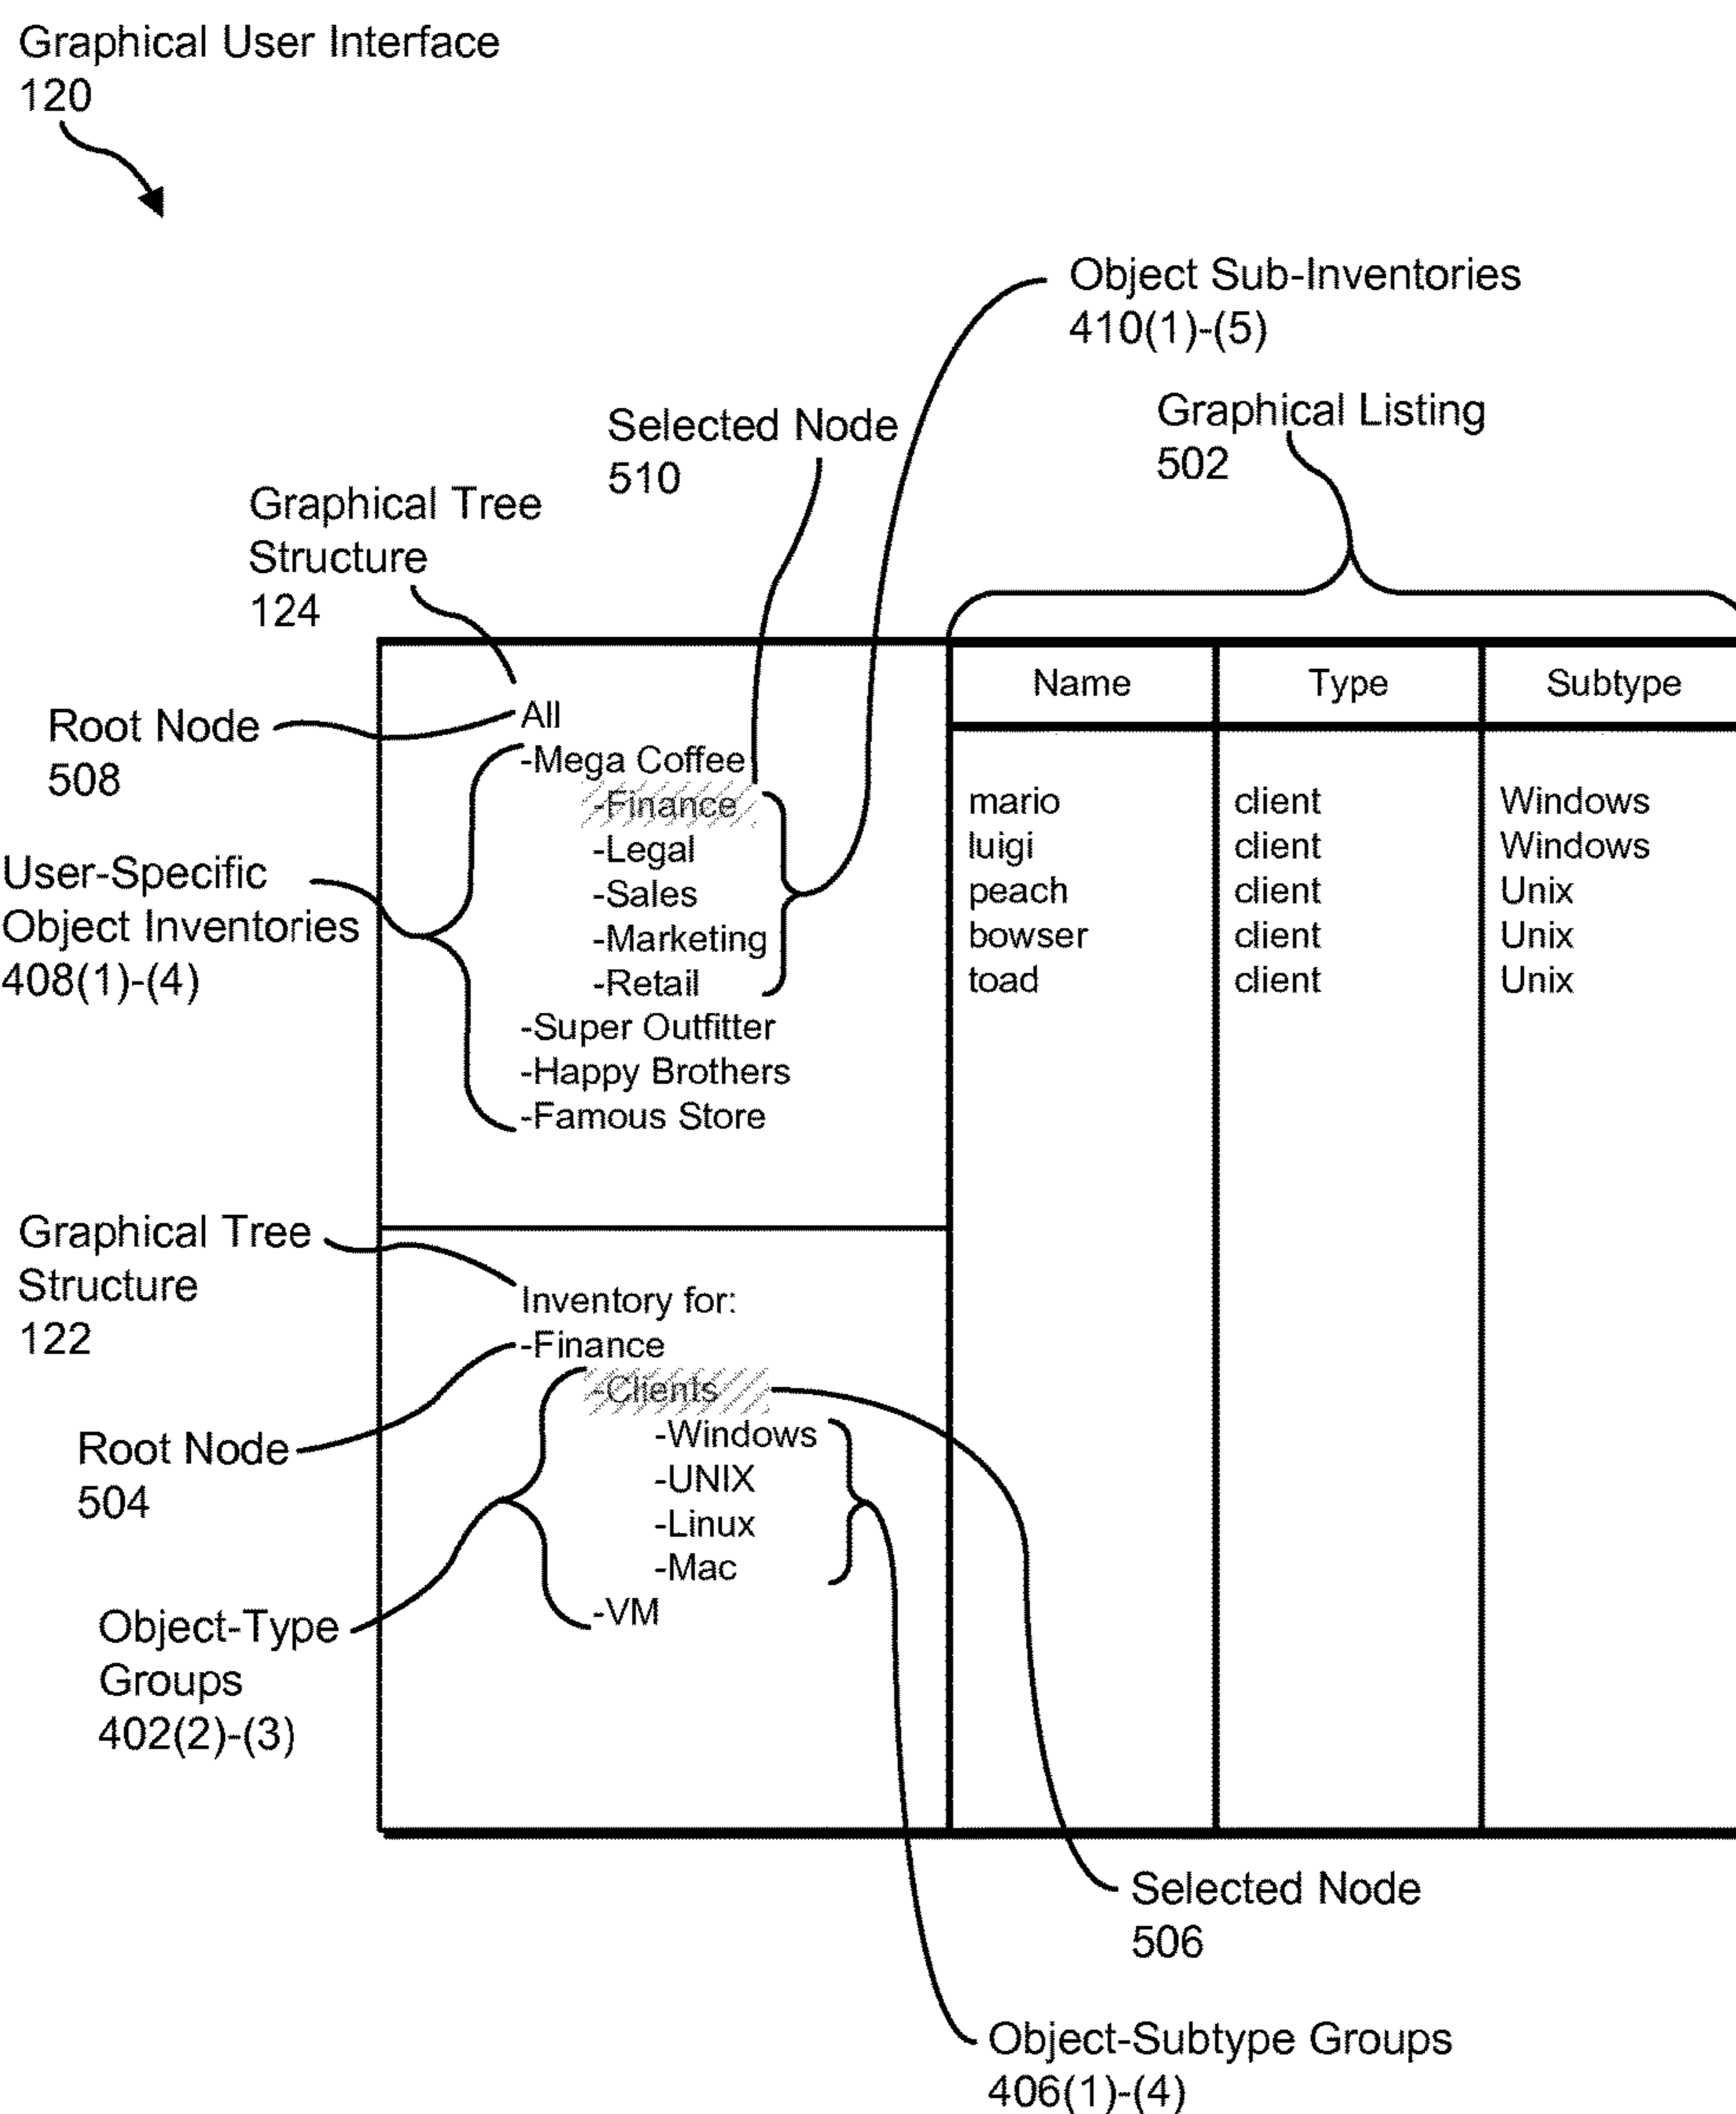 Graphical User Interface
120
Object Sub-Inventories
410(1)-(5)
Graphical Listing
502
Selected Node
510
Graphical Tree
Structure
124
Root Node
508
User-Specific
Object Inventories
408(1)-(4)
All
-Mega Coffee
-Finance
-Legal
-Sales
-Marketing
-Retail
-Super Outfitter
-Happy Brothers
-Famous Store
Name Type Subtype
mario client Windows
luigi client Windows
peach client Unix
bowser client Unix
toad client Unix
Graphical Tree
Structure
122
Root Node
504
Object-Type
Groups
402(2)-(3)
Inventory for:
-Finance
-Clients
-Windows
-UNIX
-Linux
-Mac
-VM
Selected Node
506
Object-Subtype Groups
406(1)-(4)